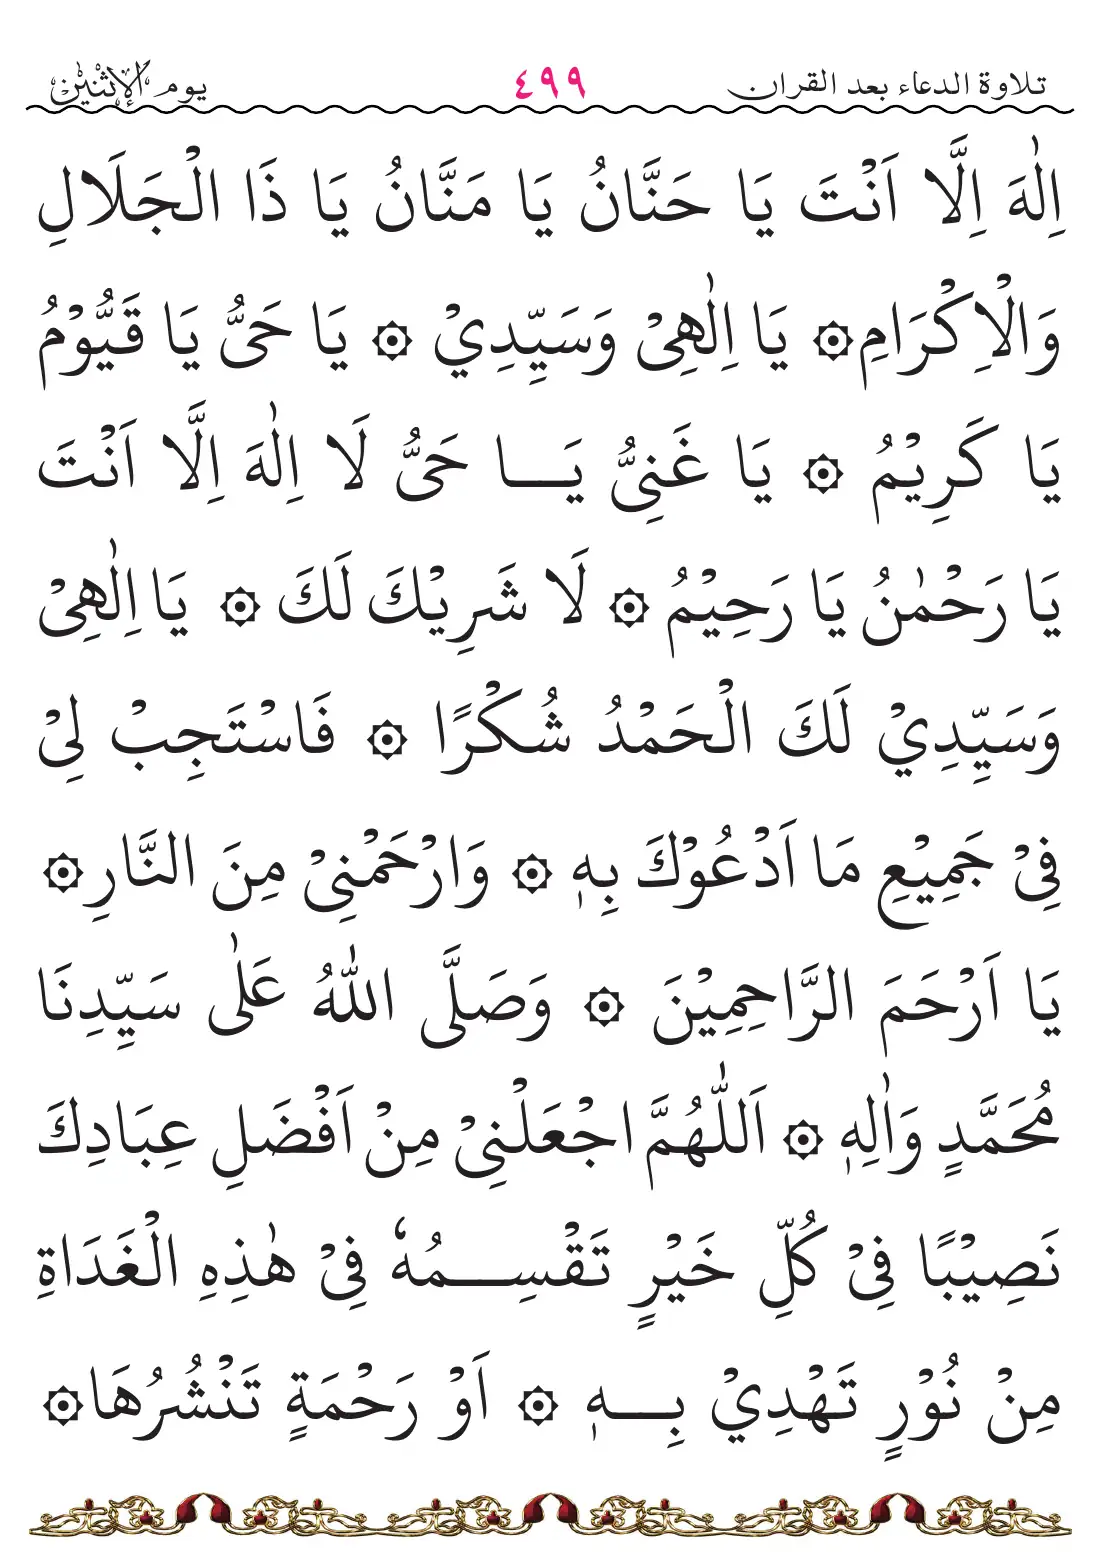 تلاوة الدعاء بعد القران ٤٩٩ يوم الإثنين
اِلٰهَ اِلَّا اَنْتَ يَا حَنَّانُ يَا مَنَّانُ يَا ذَا الْجَلَالِ
وَالْاِكْرَامِ۞ يَا اِلٰهِىْ وَسَيِّدِيْ ۞ يَا حَىُّ يَا قَيُّوْمُ
يَا كَرِيْمُ ۞ يَا غَنِىُّ يَـــا حَىُّ لَا اِلٰهَ اِلَّا اَنْتَ
يَا رَحْمٰنُ يَا رَحِيْمُ ۞ لَا شَرِيْكَ لَكَ ۞ يَا اِلٰهِىْ
وَسَيِّدِيْ لَكَ الْحَمْدُ شُكْرًا ۞ فَاسْتَجِبْ لِىْ
فِىْ جَمِيْعِ مَا اَدْعُوْكَ بِهٖ ۞ وَارْحَمْنِىْ مِنَ النَّارِ۞
يَا اَرْحَمَ الرَّاحِمِيْنَ ۞ وَصَلَّى اللّٰهُ عَلٰى سَيِّدِنَا
مُحَمَّدٍ وَاٰلِهٖ ۞ اَللّٰهُمَّ اجْعَلْنِىْ مِنْ اَفْضَلِ عِبَادِكَ
نَصِيْبًا فِىْ كُلِّ خَيْرٍ تَقْسِـــمُهٗ فِىْ هٰذِهِ الْغَدَاةِ
مِنْ نُوْرٍ تَهْدِيْ بِـــهٖ ۞ اَوْ رَحْمَةٍ تَنْشُرُهَا۞